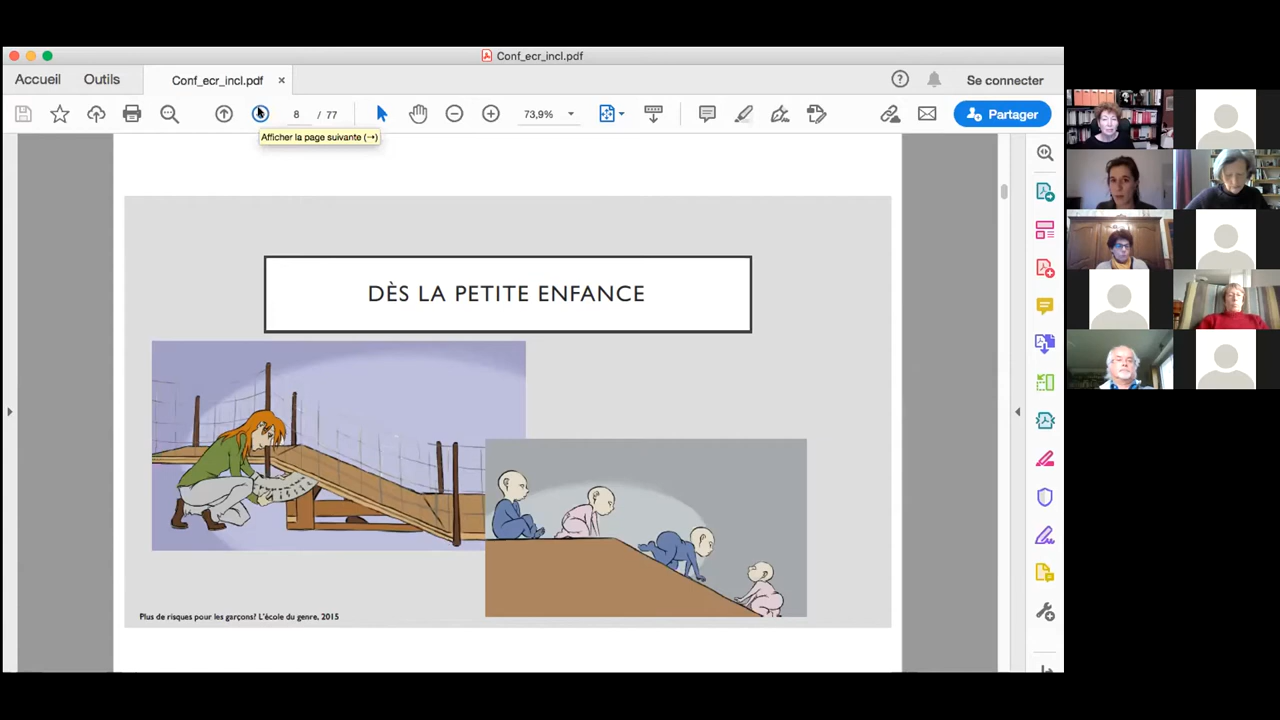 Conf_ecr_incl.pdf
Accueil Outils Conf_ecr_incl.pdf × Se connecter
8 / 77 73,9% Partager
Afficher la page suivante (→)
DÈS LA PETITE ENFANCE
Plus de risques pour les garçons? L'école du genre, 2015